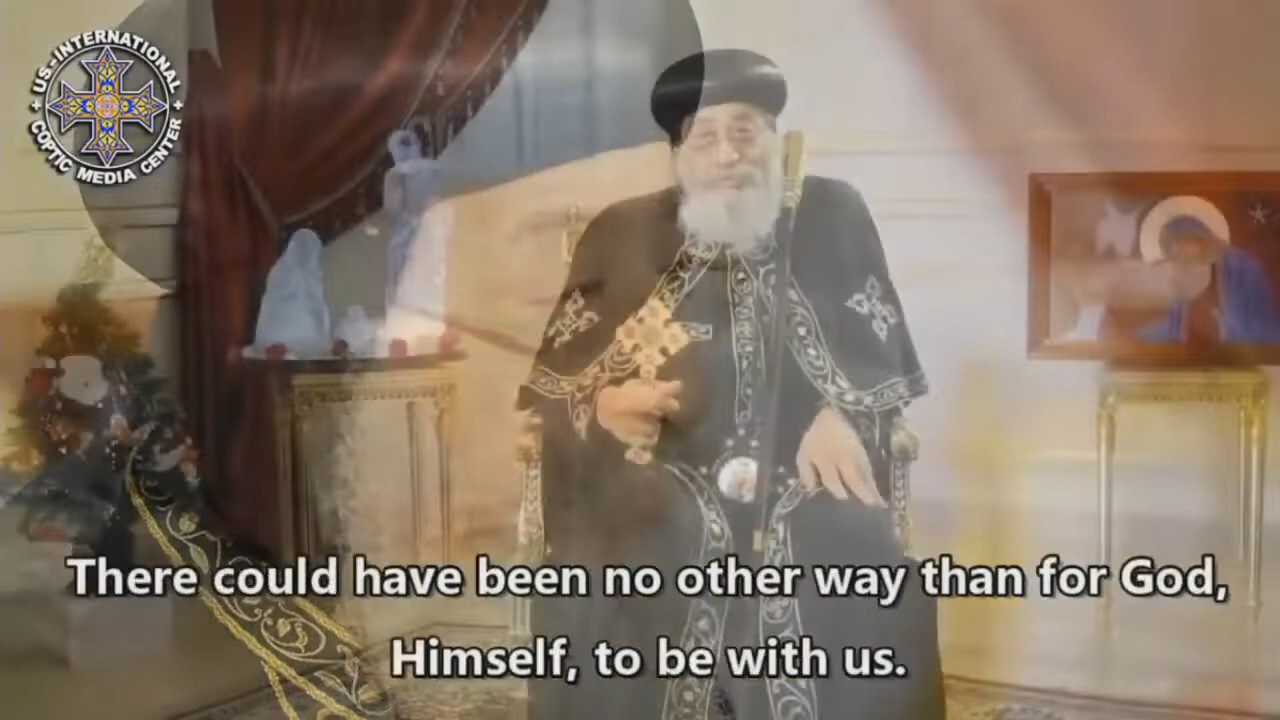 US-INTERNATIONAL
COPTIC MEDIA CENTER
There could have been no other way than for God,
Himself, to be with us.